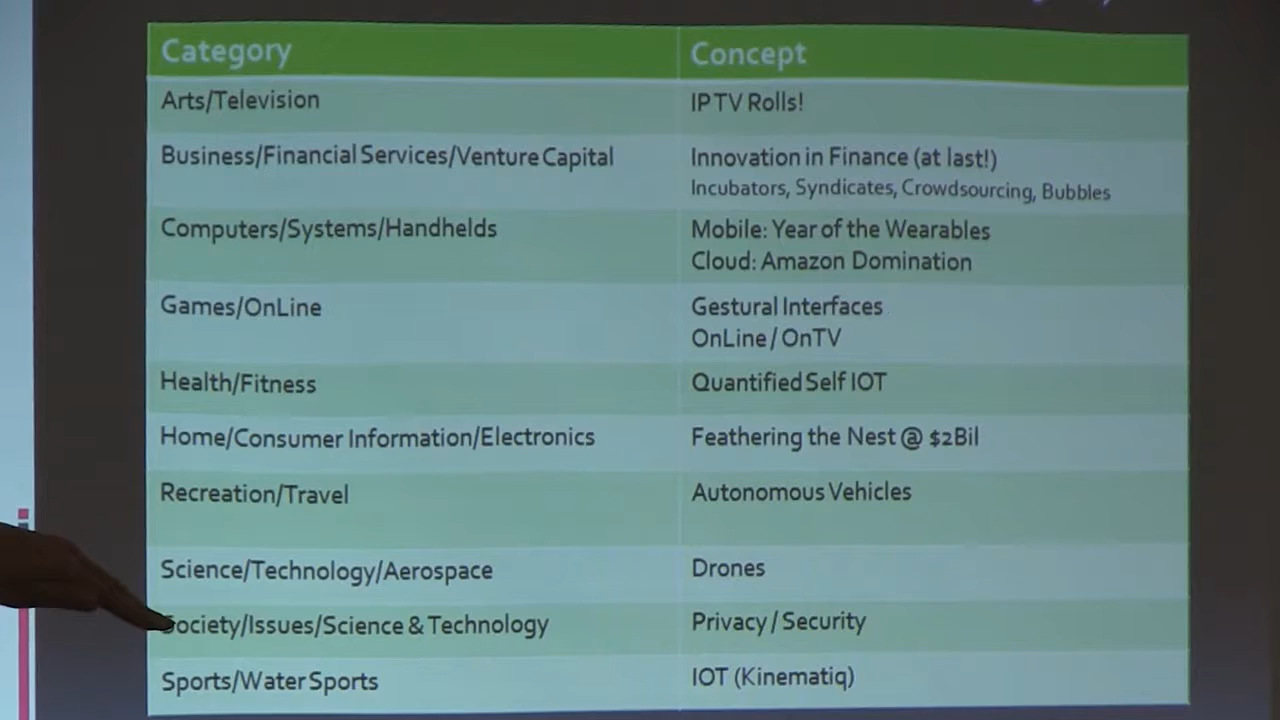 Category Concept
Arts/Television IPTV Rolls!
Business/Financial Services/Venture Capital Innovation in Finance (at last!)
Incubators, Syndicates, Crowdsourcing, Bubbles
Computers/Systems/Handhelds Mobile: Year of the Wearables
Cloud: Amazon Domination
Games/OnLine Gestural Interfaces
OnLine / OnTV
Health/Fitness Quantified Self IOT
Home/Consumer Information/Electronics Feathering the Nest @ $2Bil
Recreation/Travel Autonomous Vehicles
Science/Technology/Aerospace Drones
Society/Issues/Science & Technology Privacy / Security
Sports/Water Sports IOT (Kinematiq)